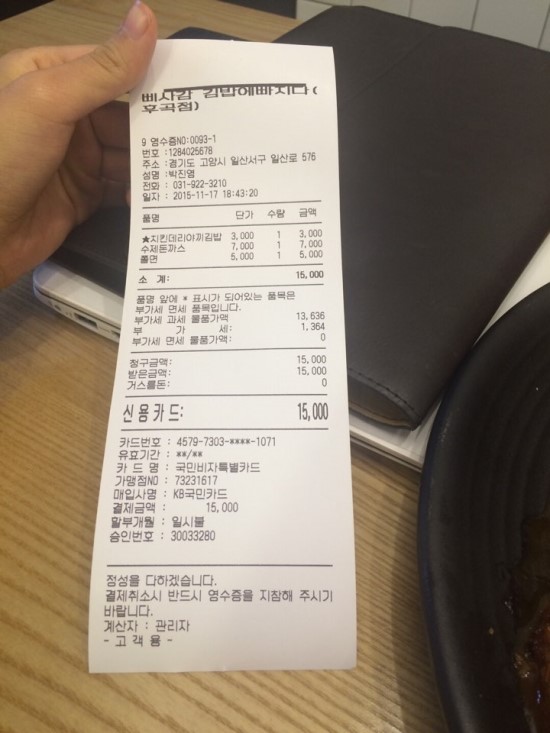 삐사감 김밥에빠지다(
후곡점)
9 영수증NO:0093-1
번호 :1284025678
주소 :경기도 고양시 일산서구 일산로 576
성명 :박진영
전화 : 031-922-3210
일자 : 2015-11-17 18:43:20
품명 단가 수량 금액
★치킨데리야끼김밥 3,000 1 3,000
수제돈까스 7,000 1 7,000
쫄면 5,000 1 5,000
소 계: 15,000
품명 앞에 * 표시가 되어있는 품목은
부가세 면세 품목입니다.
부가세 과세 물품가액 13,636
부 가 세: 1,364
부가세 면세 물품가액: 0
청구금액: 15,000
받은금액: 15,000
거스름돈: 0
신용카드: 15,000
카드번호 : 4579-7303-****-1071
유효기간 : **/**
카 드 명 : 국민비자특별카드
가맹점NO : 73231617
매입사명 : KB국민카드
결제금액 : 15,000
할부개월 : 일시불
승인번호 : 30033280
정성을 다하겠습니다.
결제취소시 반드시 영수증을 지참해 주시기
바랍니다.
계산자 : 관리자
- 고 객 용 -